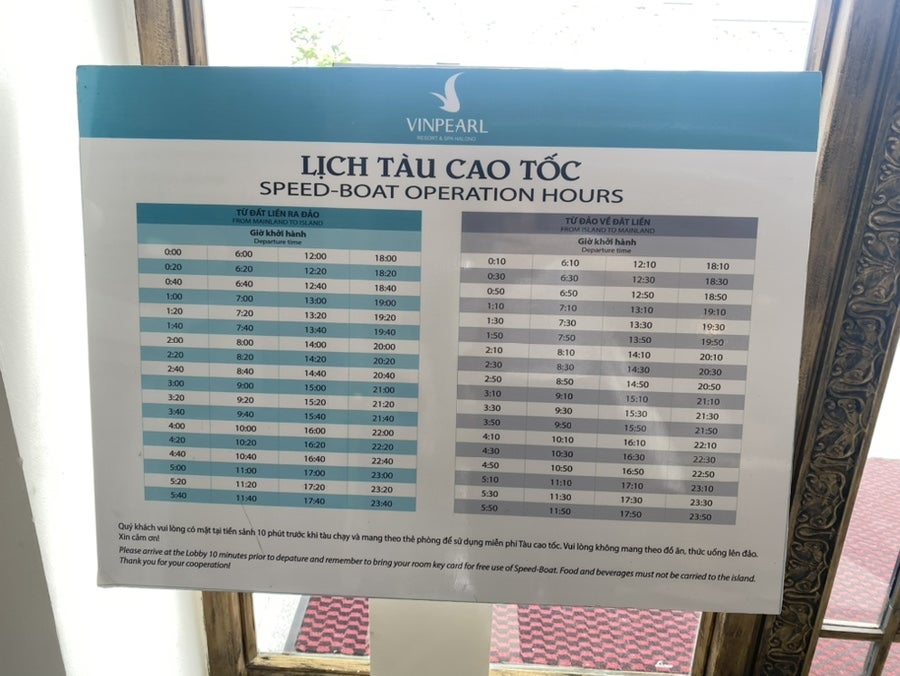 VINPEARL
RESORT & SPA HALONG
LỊCH TÀU CAO TỐC
SPEED-BOAT OPERATION HOURS
TỪ ĐẤT LIỀN RA ĐẢO
FROM MAINLAND TO ISLAND
Giờ khởi hành
Departure time
0:00 6:00 12:00 18:00
0:20 6:20 12:20 18:20
0:40 6:40 12:40 18:40
1:00 7:00 13:00 19:00
1:20 7:20 13:20 19:20
1:40 7:40 13:40 19:40
2:00 8:00 14:00 20:00
2:20 8:20 14:20 20:20
2:40 8:40 14:40 20:40
3:00 9:00 15:00 21:00
3:20 9:20 15:20 21:20
3:40 9:40 15:40 21:40
4:00 10:00 16:00 22:00
4:20 10:20 16:20 22:20
4:40 10:40 16:40 22:40
5:00 11:00 17:00 23:00
5:20 11:20 17:20 23:20
5:40 11:40 17:40 23:40
TỪ ĐẢO VỀ ĐẤT LIỀN
FROM ISLAND TO MAINLAND
Giờ khởi hành
Departure time
0:10 6:10 12:10 18:10
0:30 6:30 12:30 18:30
0:50 6:50 12:50 18:50
1:10 7:10 13:10 19:10
1:30 7:30 13:30 19:30
1:50 7:50 13:50 19:50
2:10 8:10 14:10 20:10
2:30 8:30 14:30 20:30
2:50 8:50 14:50 20:50
3:10 9:10 15:10 21:10
3:30 9:30 15:30 21:30
3:50 9:50 15:50 21:50
4:10 10:10 16:10 22:10
4:30 10:30 16:30 22:30
4:50 10:50 16:50 22:50
5:10 11:10 17:10 23:10
5:30 11:30 17:30 23:30
5:50 11:50 17:50 23:50
Quý khách vui lòng có mặt tại tiền sảnh 10 phút trước khi tàu chạy và mang theo thẻ phòng để sử dụng miễn phí Tàu cao tốc. Vui lòng không mang theo đồ ăn, thức uống lên đảo.
Xin cảm ơn!
Please arrive at the Lobby 10 minutes prior to depature and remember to bring your room key card for free use of Speed-Boat. Food and beverages must not be carried to the island.
Thank you for your cooperation!